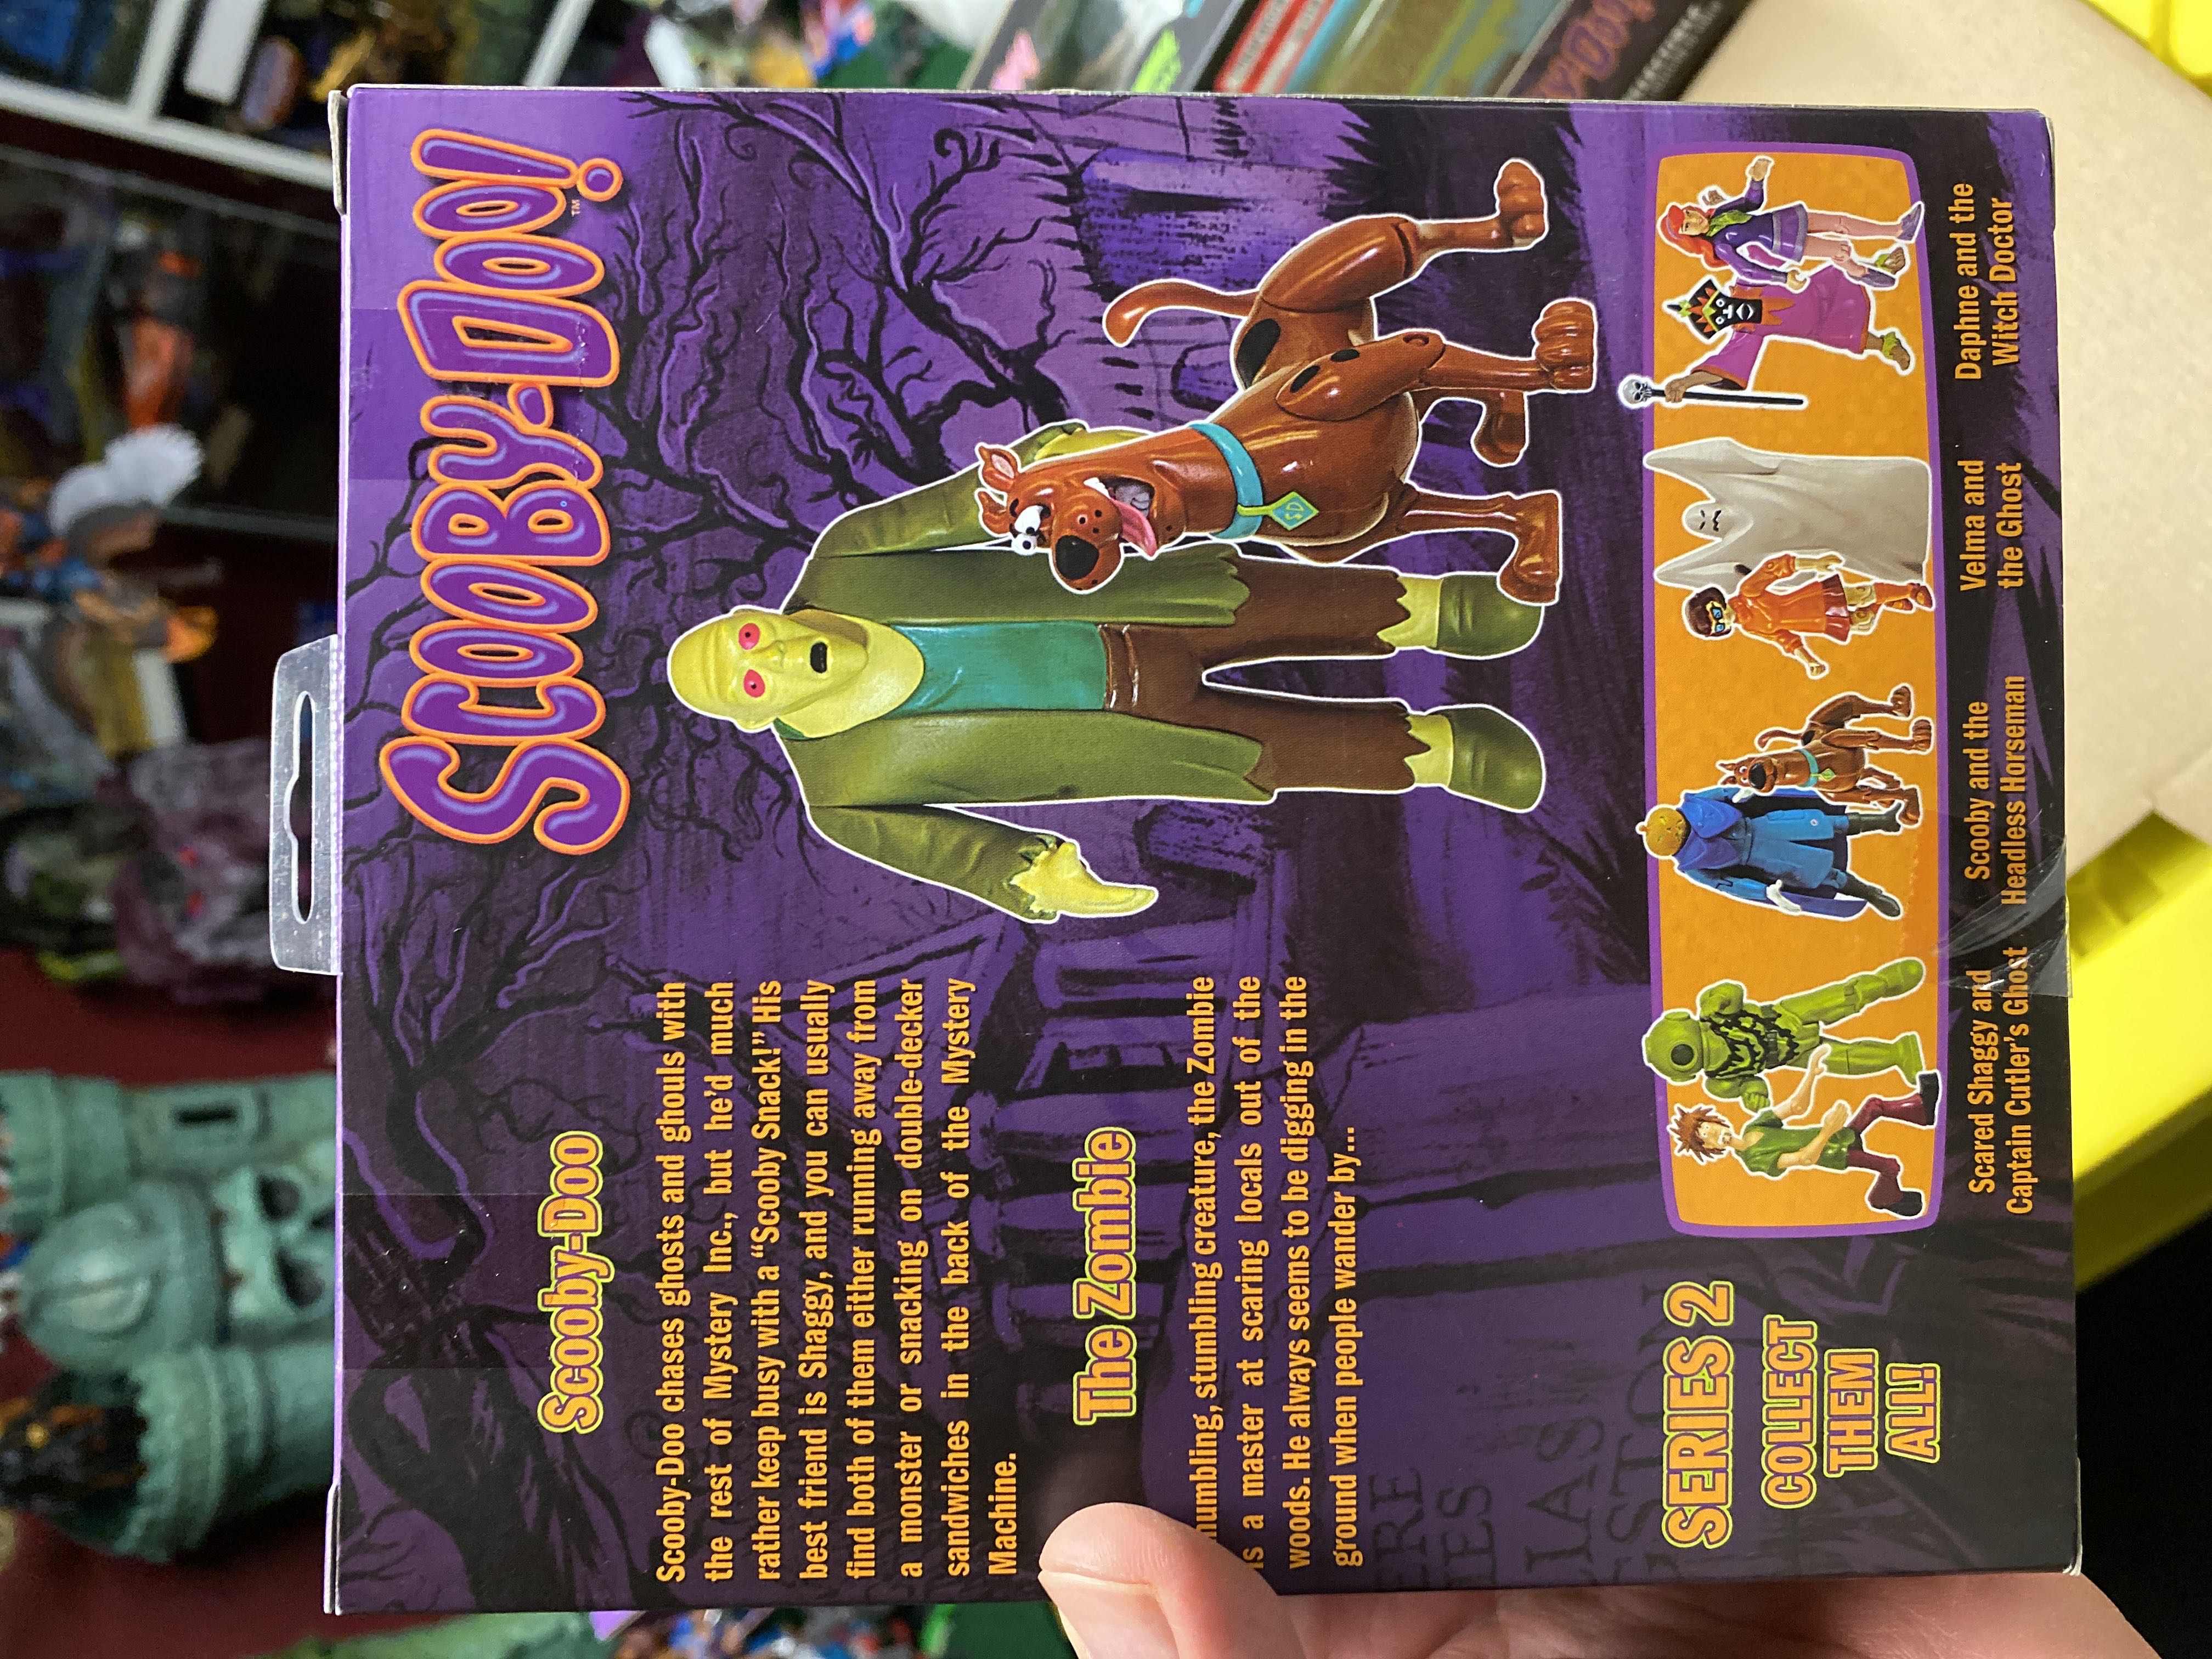 SCOOBY-DOO!™
Scooby-Doo
Scooby-Doo chases ghosts and ghouls with
the rest of Mystery Inc., but he'd much
rather keep busy with a "Scooby Snack!" His
best friend is Shaggy, and you can usually
find both of them either running away from
a monster or snacking on double-decker
sandwiches in the back of the Mystery
Machine.
The Zombie
stumbling creature, the Zombie
is a master at scaring locals out of the
woods. He always seems to be digging in the
ground when people wander by...
SD
SERIES 2
COLLECT
THEM
ALL!
Scared Shaggy and
Captain Cutler's Ghost
Scooby and the
Headless Horseman
Velma and
the Ghost
Daphne and the
Witch Doctor